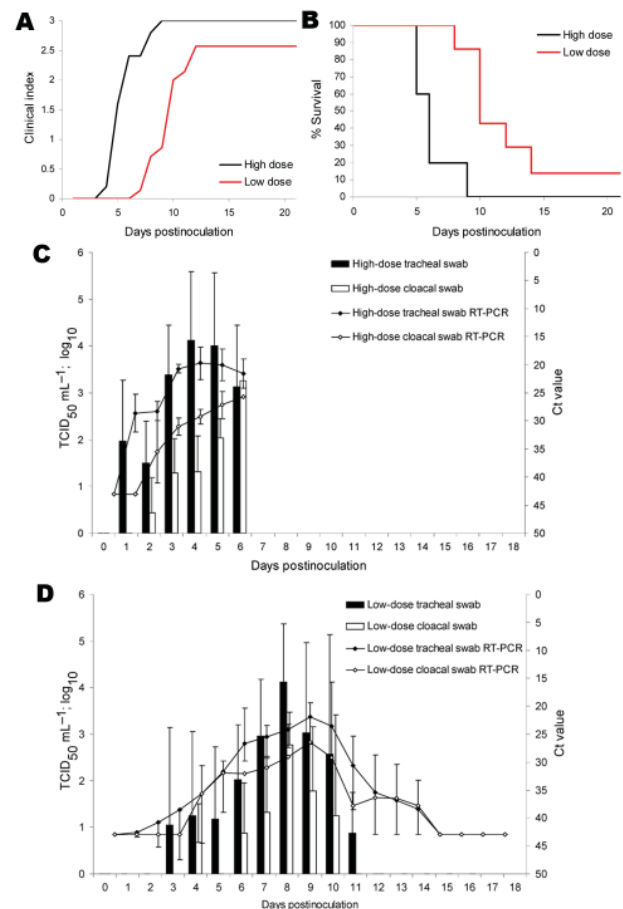 A
3
2.5
2
1.5
1
0.5
0
Clinical index
High dose
Low dose
0 5 10 15 20
Days postinoculation
B
100
90
80
70
60
50
40
30
20
10
0
% Survival
High dose
Low dose
0 5 10 15 20
Days postinoculation
C
6
5
4
3
2
1
0
TCID50 mL–1; log10
High-dose tracheal swab
High-dose cloacal swab
High-dose tracheal swab RT-PCR
High-dose cloacal swab RT-PCR
0
5
10
15
20
25
30
35
40
45
50
Ct value
0 1 2 3 4 5 6 7 8 9 10 11 12 13 14 15 16 17 18
Days postinoculation
D
6
5
4
3
2
1
0
TCID50 mL–1; log10
Low-dose tracheal swab
Low-dose cloacal swab
Low-dose tracheal swab RT-PCR
Low-dose cloacal swab RT-PCR
0
5
10
15
20
25
30
35
40
45
50
Ct value
0 1 2 3 4 5 6 7 8 9 10 11 12 13 14 15 16 17 18
Days postinoculation